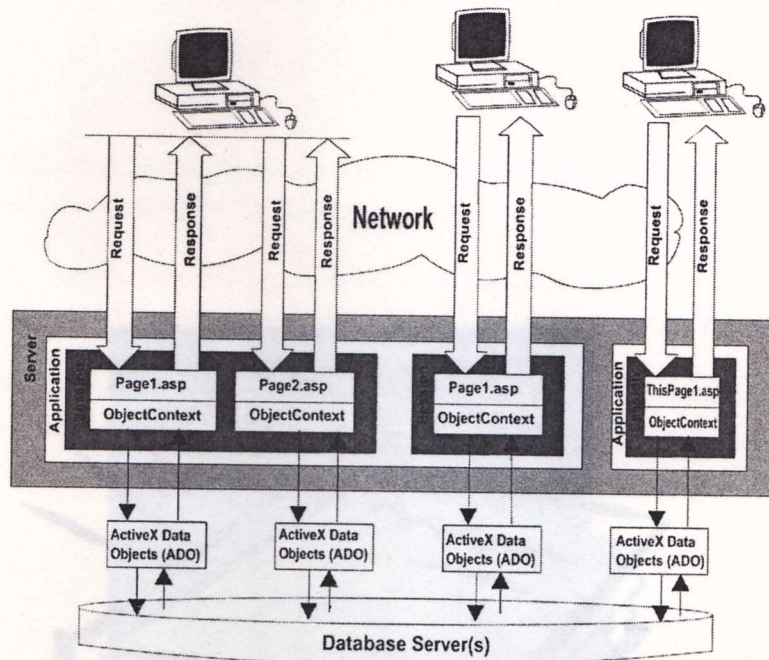 Network
Request
Response
Request
Response
Request
Response
Request
Response
Server
Application
Application
Page1.asp
ObjectContext
Page2.asp
ObjectContext
Page1.asp
ObjectContext
ThisPage1.asp
ObjectContext
ActiveX Data
Objects (ADO)
ActiveX Data
Objects (ADO)
ActiveX Data
Objects (ADO)
ActiveX Data
Objects (ADO)
Database Server(s)